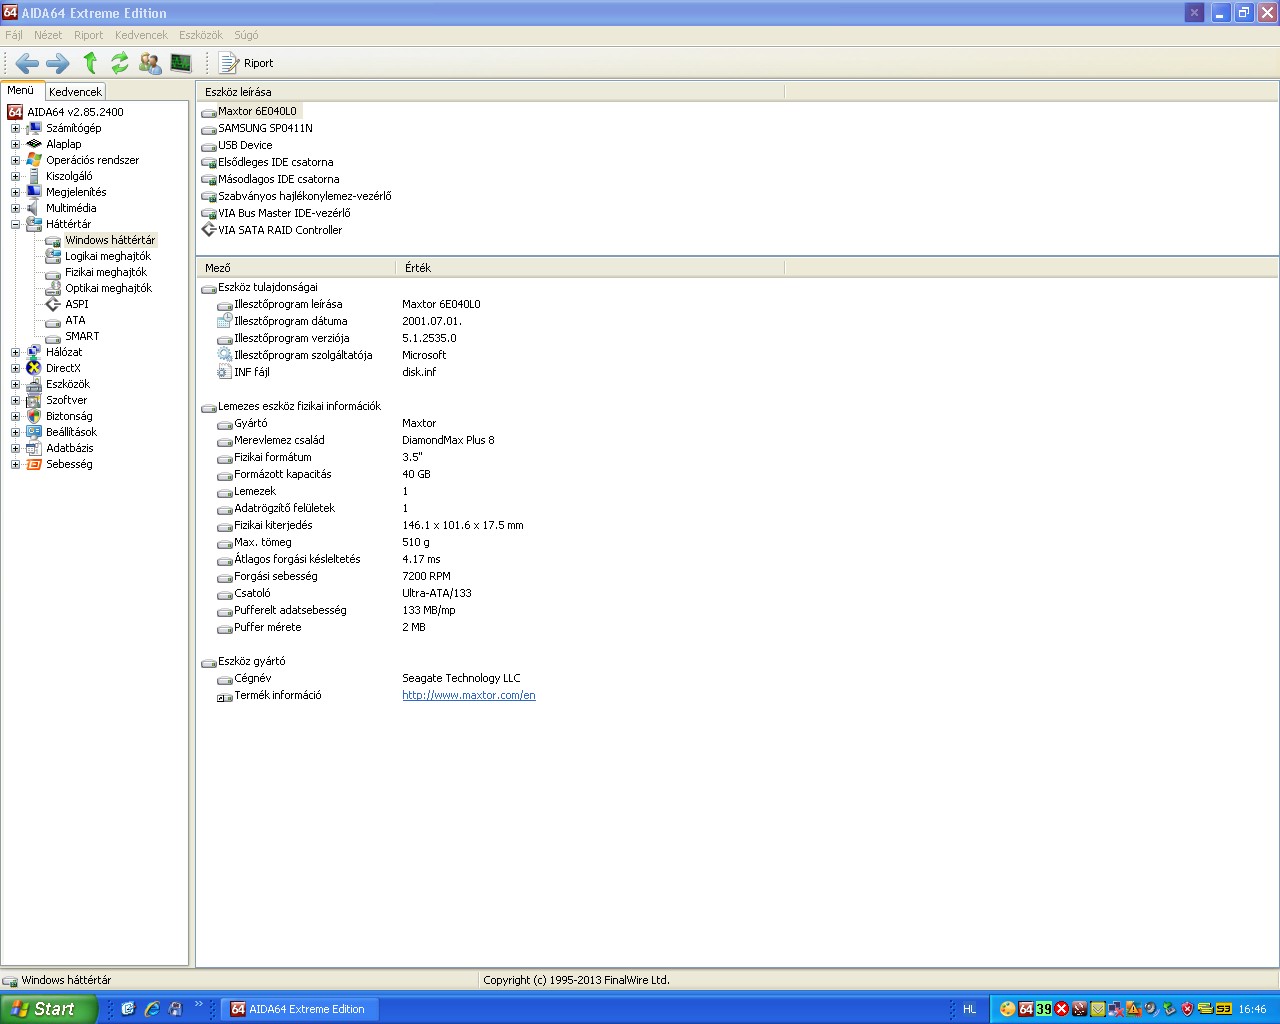 AIDA64 Extreme Edition
Fájl Nézet Riport Kedvencek Eszközök Súgó
Riport
Menü Kedvencek
AIDA64 v2.85.2400
Számítógép
Alaplap
Operációs rendszer
Kiszolgáló
Megjelenítés
Multimédia
Háttértár
Windows háttértár
Logikai meghajtók
Fizikai meghajtók
Optikai meghajtók
ASPI
ATA
SMART
Hálózat
DirectX
Eszközök
Szoftver
Biztonság
Beállítások
Adatbázis
Sebesség
Eszköz leírása
Maxtor 6E040L0
SAMSUNG SP0411N
USB Device
Elsődleges IDE csatorna
Másodlagos IDE csatorna
Szabványos hajlékonylemez-vezérlő
VIA Bus Master IDE-vezérlő
VIA SATA RAID Controller
Mező Érték
Eszköz tulajdonságai
Illesztőprogram leírása Maxtor 6E040L0
Illesztőprogram dátuma 2001.07.01.
Illesztőprogram verziója 5.1.2535.0
Illesztőprogram szolgáltatója Microsoft
INF fájl disk.inf
Lemezes eszköz fizikai információk
Gyártó Maxtor
Merevlemez család DiamondMax Plus 8
Fizikai formátum 3.5"
Formázott kapacitás 40 GB
Lemezek 1
Adatrögzítő felületek 1
Fizikai kiterjedés 146.1 x 101.6 x 17.5 mm
Max. tömeg 510 g
Átlagos forgási késleltetés 4.17 ms
Forgási sebesség 7200 RPM
Csatoló Ultra-ATA/133
Pufferelt adatsebesség 133 MB/mp
Puffer mérete 2 MB
Eszköz gyártó
Cégnév Seagate Technology LLC
Termék információ http://www.maxtor.com/en
Windows háttértár Copyright (c) 1995-2013 FinalWire Ltd.
Start AIDA64 Extreme Edition HL 64 39 53 16:46